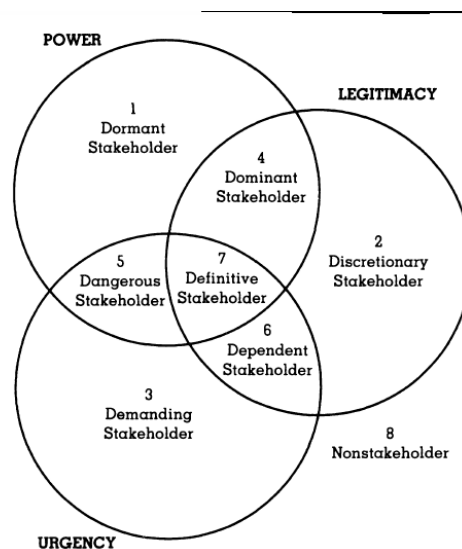 POWER
LEGITIMACY
1
Dormant
Stakeholder
4
Dominant
Stakeholder
2
Discretionary
Stakeholder
5
Dangerous
Stakeholder
7
Definitive
Stakeholder
6
Dependent
Stakeholder
3
Demanding
Stakeholder
8
Nonstakeholder
URGENCY